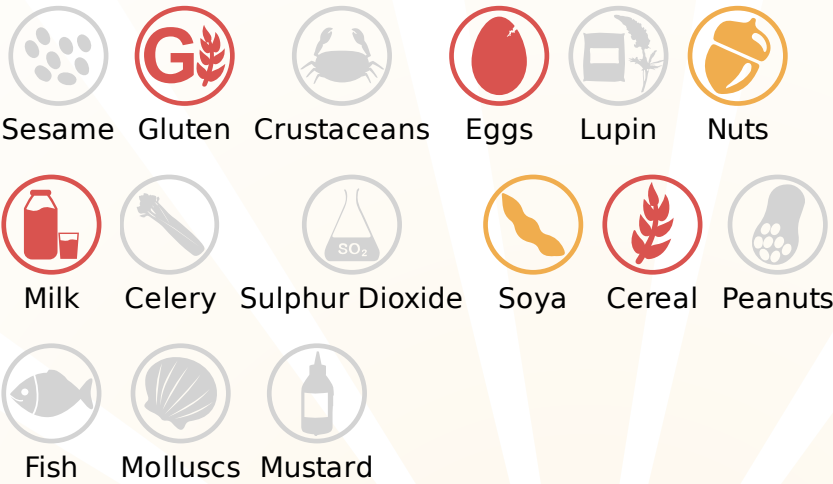 G
Sesame Gluten Crustaceans Eggs Lupin Nuts
SO₂
Milk Celery Sulphur Dioxide Soya Cereal Peanuts
Fish Molluscs Mustard